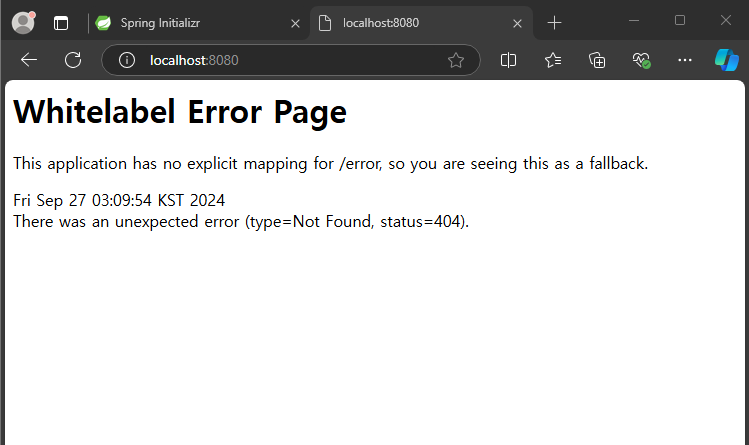 Spring Initializr
localhost:8080
localhost:8080
Whitelabel Error Page
This application has no explicit mapping for /error, so you are seeing this as a fallback.
Fri Sep 27 03:09:54 KST 2024
There was an unexpected error (type=Not Found, status=404).